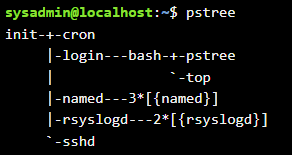 sysadmin@localhost:~$ pstree
init-+-cron
     |-login---bash-+-pstree
     |              `-top
     |-named---3*[{named}]
     |-rsyslogd---2*[{rsyslogd}]
     `-sshd